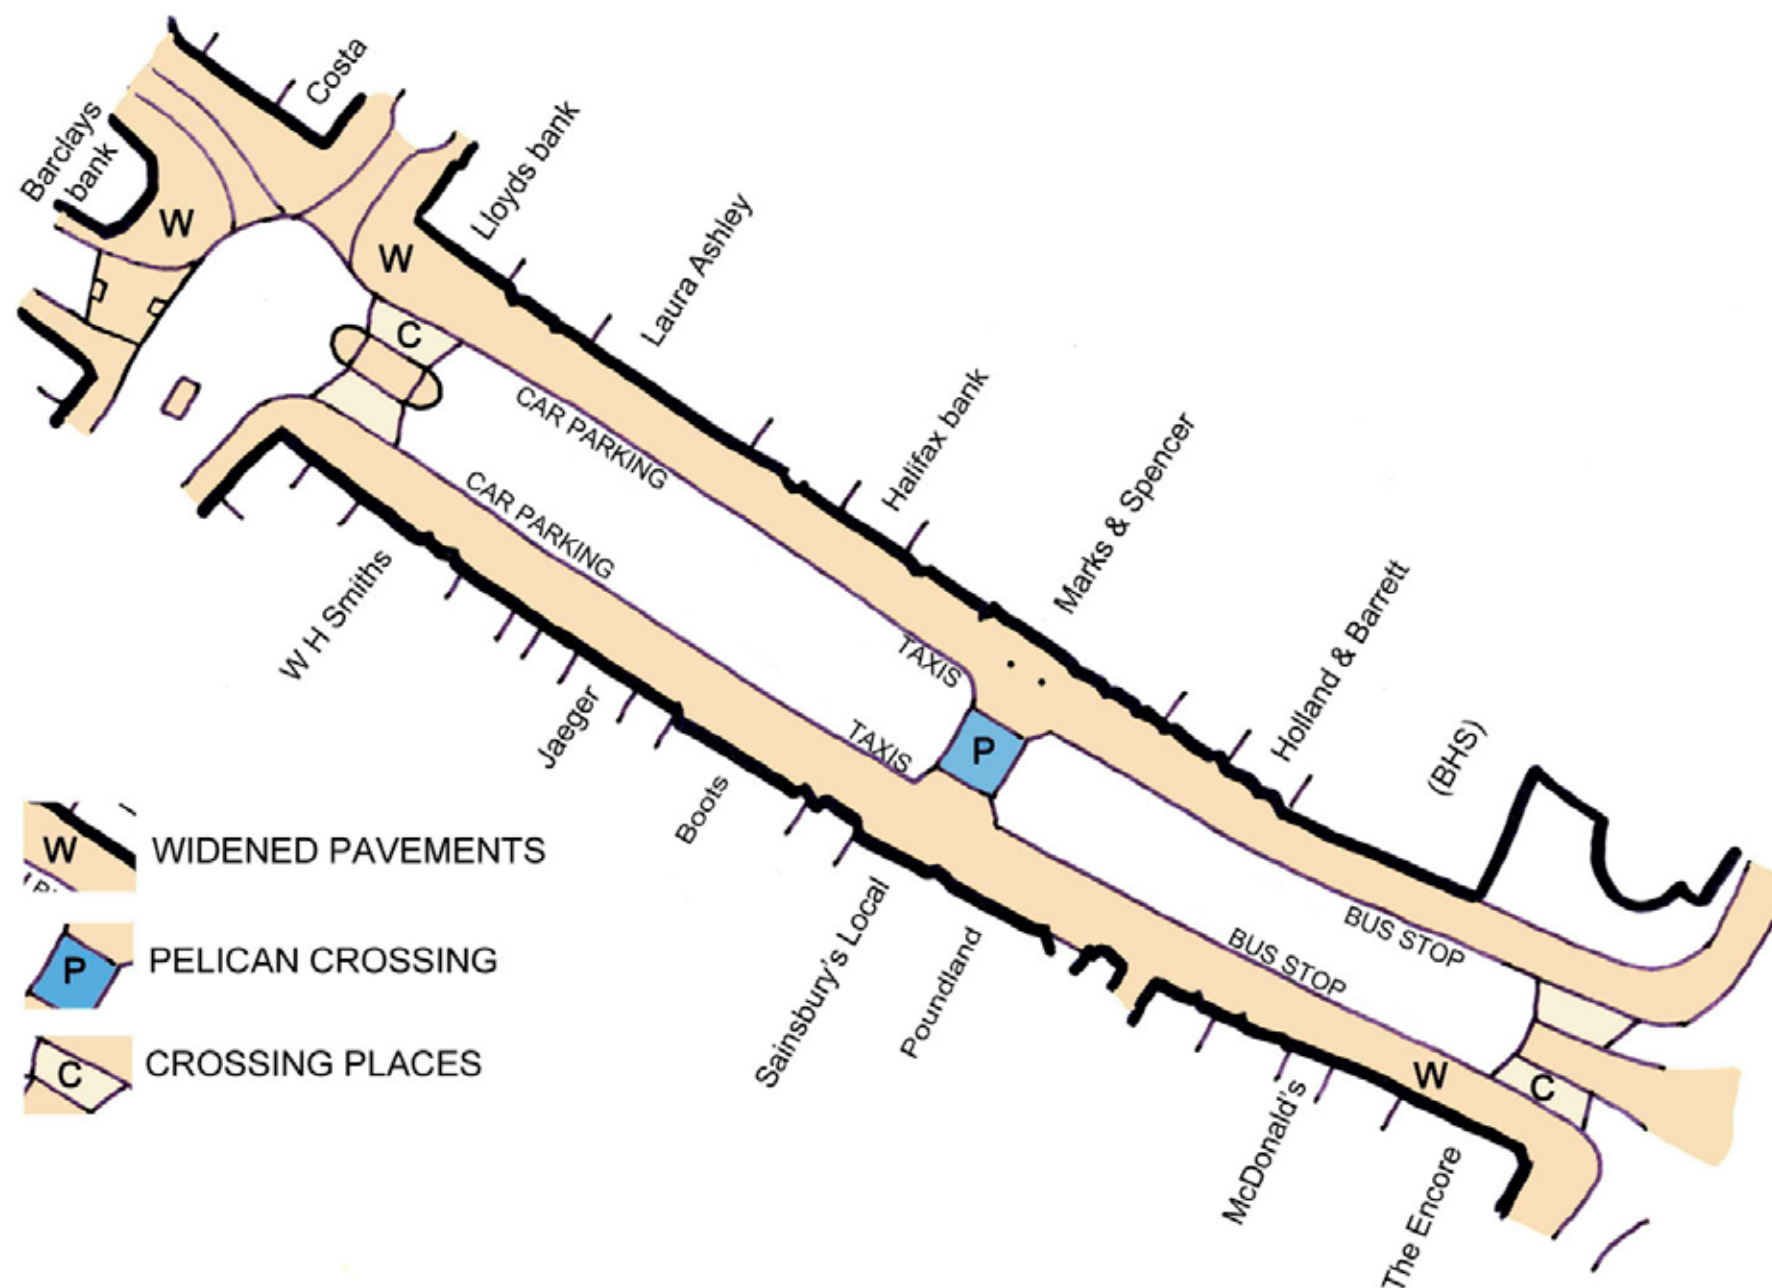 Costa
Barclays
bank
Lloyds bank
W
W
Laura Ashley
C
CAR PARKING
Halifax bank
CAR PARKING
Marks & Spencer
W H Smiths
TAXIS
Holland & Barrett
Jaeger
TAXIS
P
(BHS)
Boots
Sainsbury's Local
Poundland
BUS STOP
BUS STOP
W
C
McDonald's
The Encore
W
WIDENED PAVEMENTS
P
PELICAN CROSSING
C
CROSSING PLACES